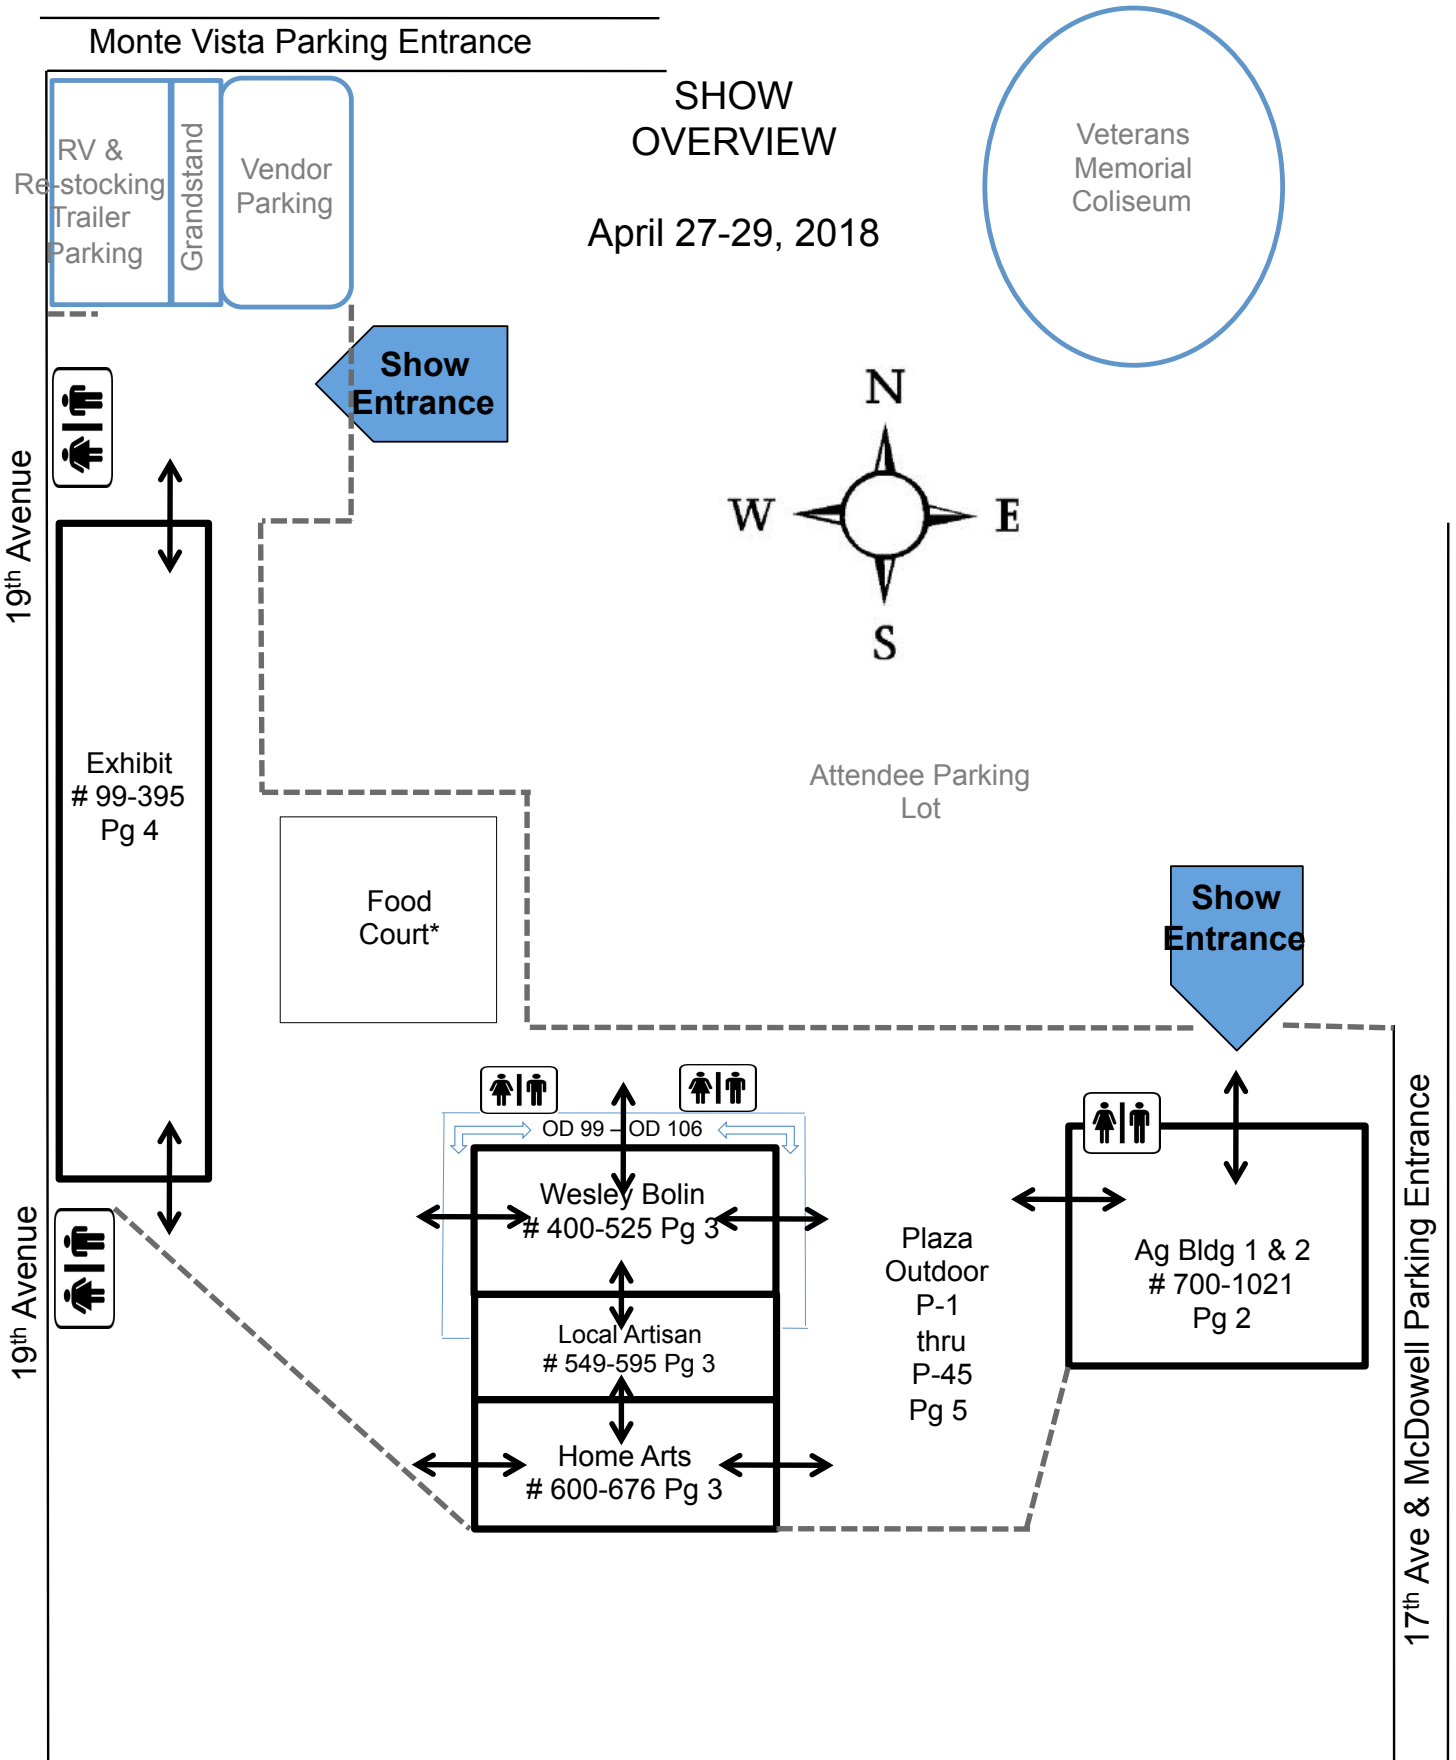 Monte Vista Parking Entrance
SHOW
OVERVIEW
April 27-29, 2018
RV &
Re-stocking
Trailer
Parking
Grandstand
Vendor
Parking
Veterans
Memorial
Coliseum
Show
Entrance
N
W
E
S
19th Avenue
Exhibit
# 99-395
Pg 4
Attendee Parking
Lot
Food
Court*
Show
Entrance
OD 99 – OD 106
Wesley Bolin
# 400-525 Pg 3
Local Artisan
# 549-595 Pg 3
Home Arts
# 600-676 Pg 3
Plaza
Outdoor
P-1
thru
P-45
Pg 5
Ag Bldg 1 & 2
# 700-1021
Pg 2
19th Avenue
17th Ave & McDowell Parking Entrance